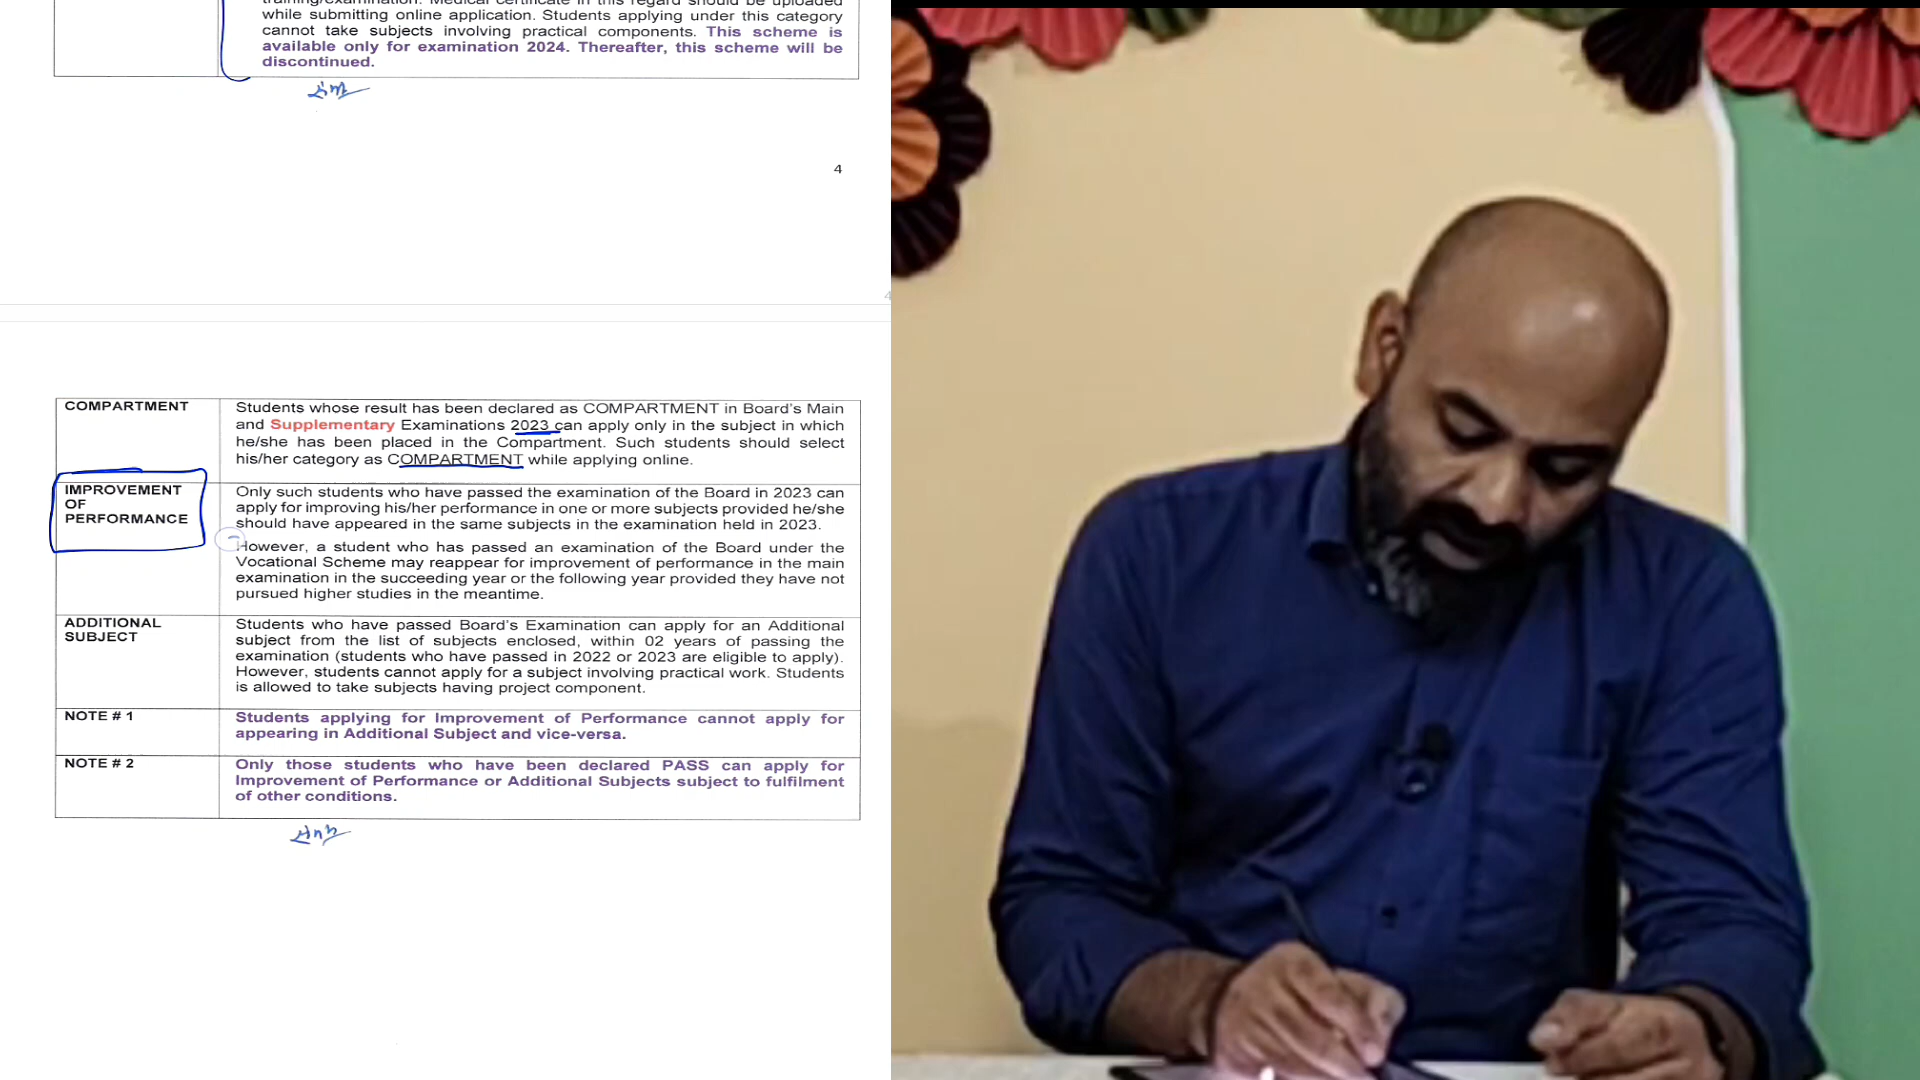 training/examination. Medical certificate in this regard should be uploaded
while submitting online application. Students applying under this category
cannot take subjects involving practical components. This scheme is
available only for examination 2024. Thereafter, this scheme will be
discontinued.
4
4
COMPARTMENT
Students whose result has been declared as COMPARTMENT in Board's Main
and Supplementary Examinations 2023 can apply only in the subject in which
he/she has been placed in the Compartment. Such students should select
his/her category as COMPARTMENT while applying online.
IMPROVEMENT
OF
PERFORMANCE
Only such students who have passed the examination of the Board in 2023 can
apply for improving his/her performance in one or more subjects provided he/she
should have appeared in the same subjects in the examination held in 2023.
However, a student who has passed an examination of the Board under the
Vocational Scheme may reappear for improvement of performance in the main
examination in the succeeding year or the following year provided they have not
pursued higher studies in the meantime.
ADDITIONAL
SUBJECT
Students who have passed Board's Examination can apply for an Additional
subject from the list of subjects enclosed, within 02 years of passing the
examination (students who have passed in 2022 or 2023 are eligible to apply).
However, students cannot apply for a subject involving practical work. Students
is allowed to take subjects having project component.
NOTE # 1
Students applying for Improvement of Performance cannot apply for
appearing in Additional Subject and vice-versa.
NOTE # 2
Only those students who have been declared PASS can apply for
Improvement of Performance or Additional Subjects subject to fulfilment
of other conditions.